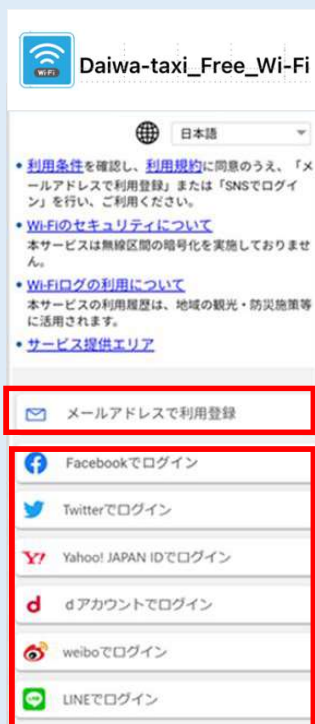 Wi-Fi
Daiwa-taxi_Free_Wi-Fi
日本語
利用条件を確認し、利用規約に同意のうえ、「メ
ールアドレスで利用登録」または「SNSでログイ
ン」を行い、ご利用ください。
Wi-Fiのセキュリティについて
本サービスは無線区間の暗号化を実施しておりませ
ん。
Wi-Fiログの利用について
本サービスの利用履歴は、地域の観光・防災施策等
に活用されます。
サービス提供エリア
メールアドレスで利用登録
Facebookでログイン
Twitterでログイン
Y! Yahoo! JAPAN IDでログイン
d dアカウントでログイン
weiboでログイン
LINEでログイン